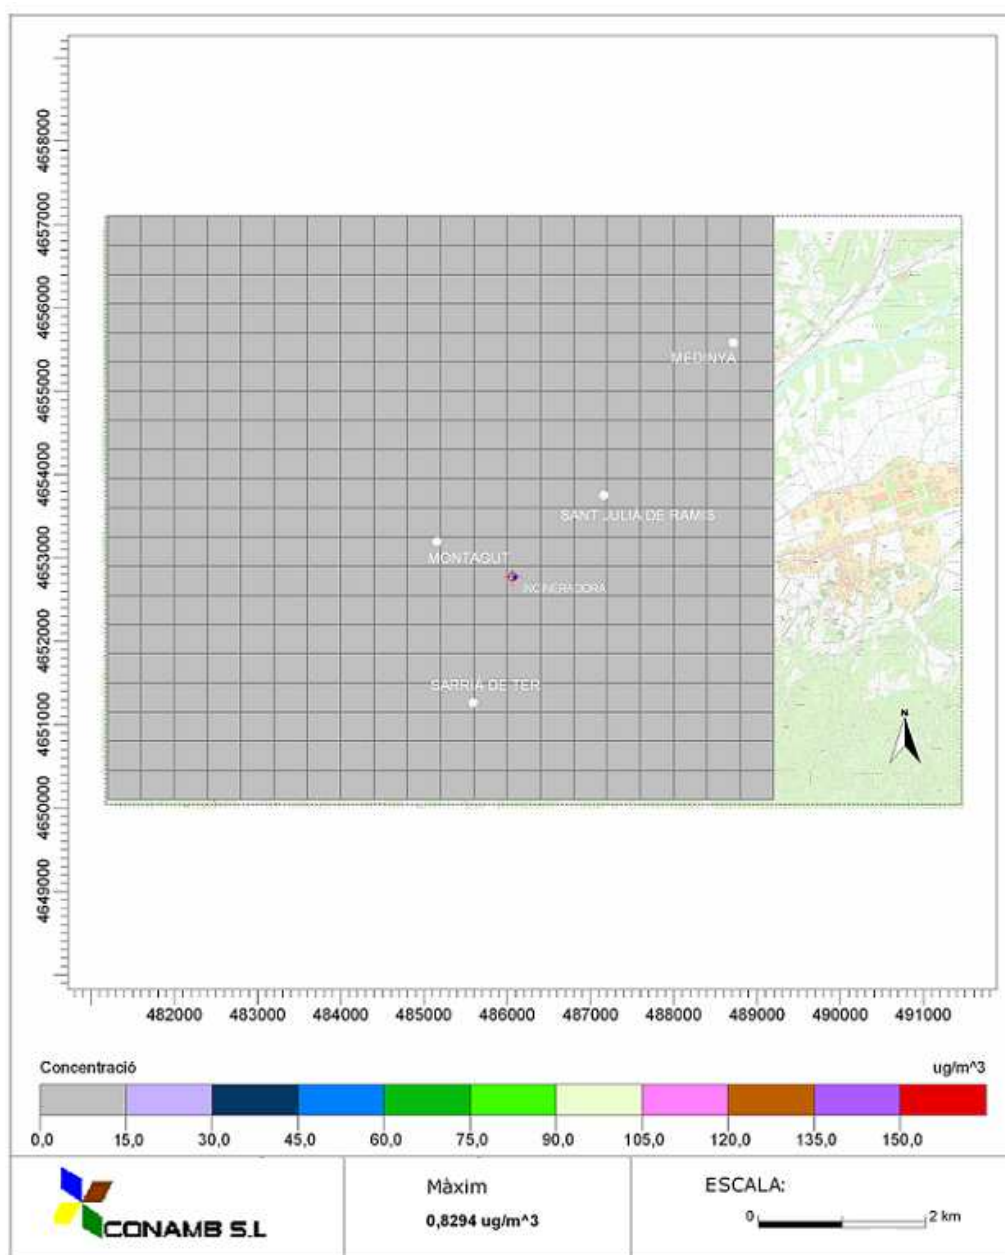 4658000
4657000
4656000
4655000
4654000
4653000
4652000
4651000
4650000
4649000
MEDINYA
SANT JULIÀ DE RAMIS
MONTAGUT
INCINERADORA
SARRIÀ DE TER
N
482000 483000 484000 485000 486000 487000 488000 489000 490000 491000
Concentració ug/m^3
0,0 15,0 30,0 45,0 60,0 75,0 90,0 105,0 120,0 135,0 150,0
CONAMB S.L
Màxim
0,8294 ug/m^3
ESCALA:
0 2 km